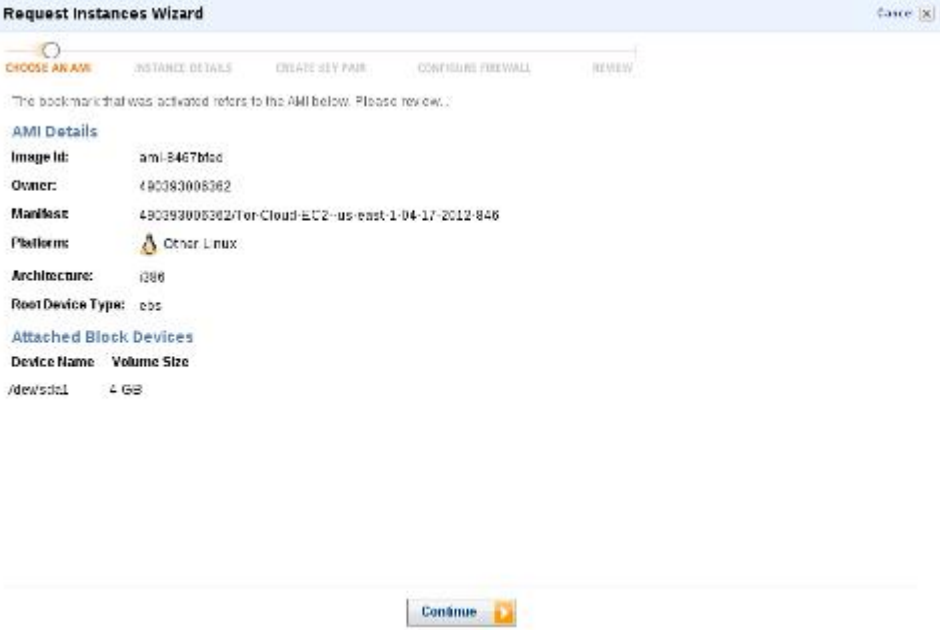 Request Instances Wizard
Cancel
CHOOSE AN AMI INSTANCE DETAILS CREATE KEY PAIR CONFIGURE FIREWALL REVIEW
The bookmark that was activated refers to the AMI below. Please review...
AMI Details
Image Id: ami-8467bfed
Owner: 490393006362
Manifest: 490393006362/Tor-Cloud-EC2--us-east-1-04-17-2012-846
Platform: Other Linux
Architecture: i386
Root Device Type: ebs
Attached Block Devices
Device Name Volume Size
/dev/sda1 4 GB
Continue